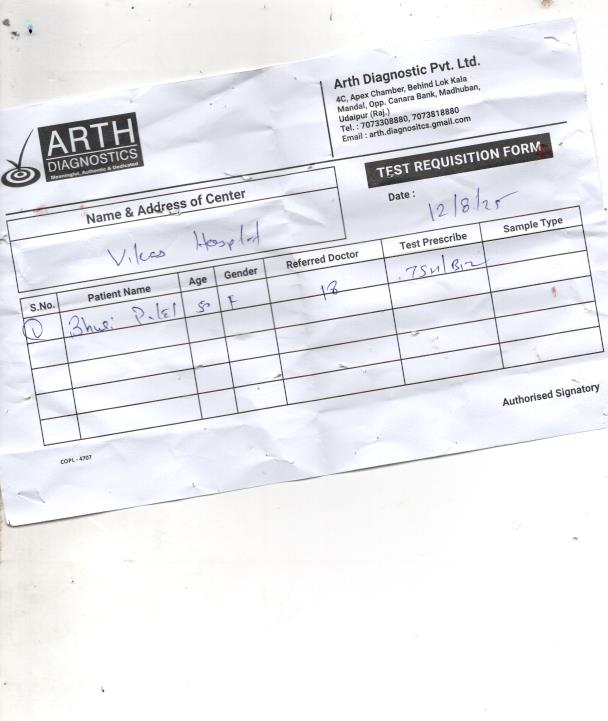 ARTH
DIAGNOSTICS
Meaningful, Authentic & Dedicated
Arth Diagnostic Pvt. Ltd.
4C, Apex Chamber, Behind Lok Kala
Mandal, Opp. Canara Bank, Madhuban,
Udaipur (Raj.)
Tel. : 7073308880, 7073818880
Email : arth.diagnositcs.gmail.com
TEST REQUISITION FORM
Date : 12/8/25
Name & Address of Center
Vikas Hospital
S.No. Patient Name Age Gender Referred Doctor Test Prescribe Sample Type
1 Patel 50 F 18 TSH/B12
Authorised Signatory
COPL - 4707